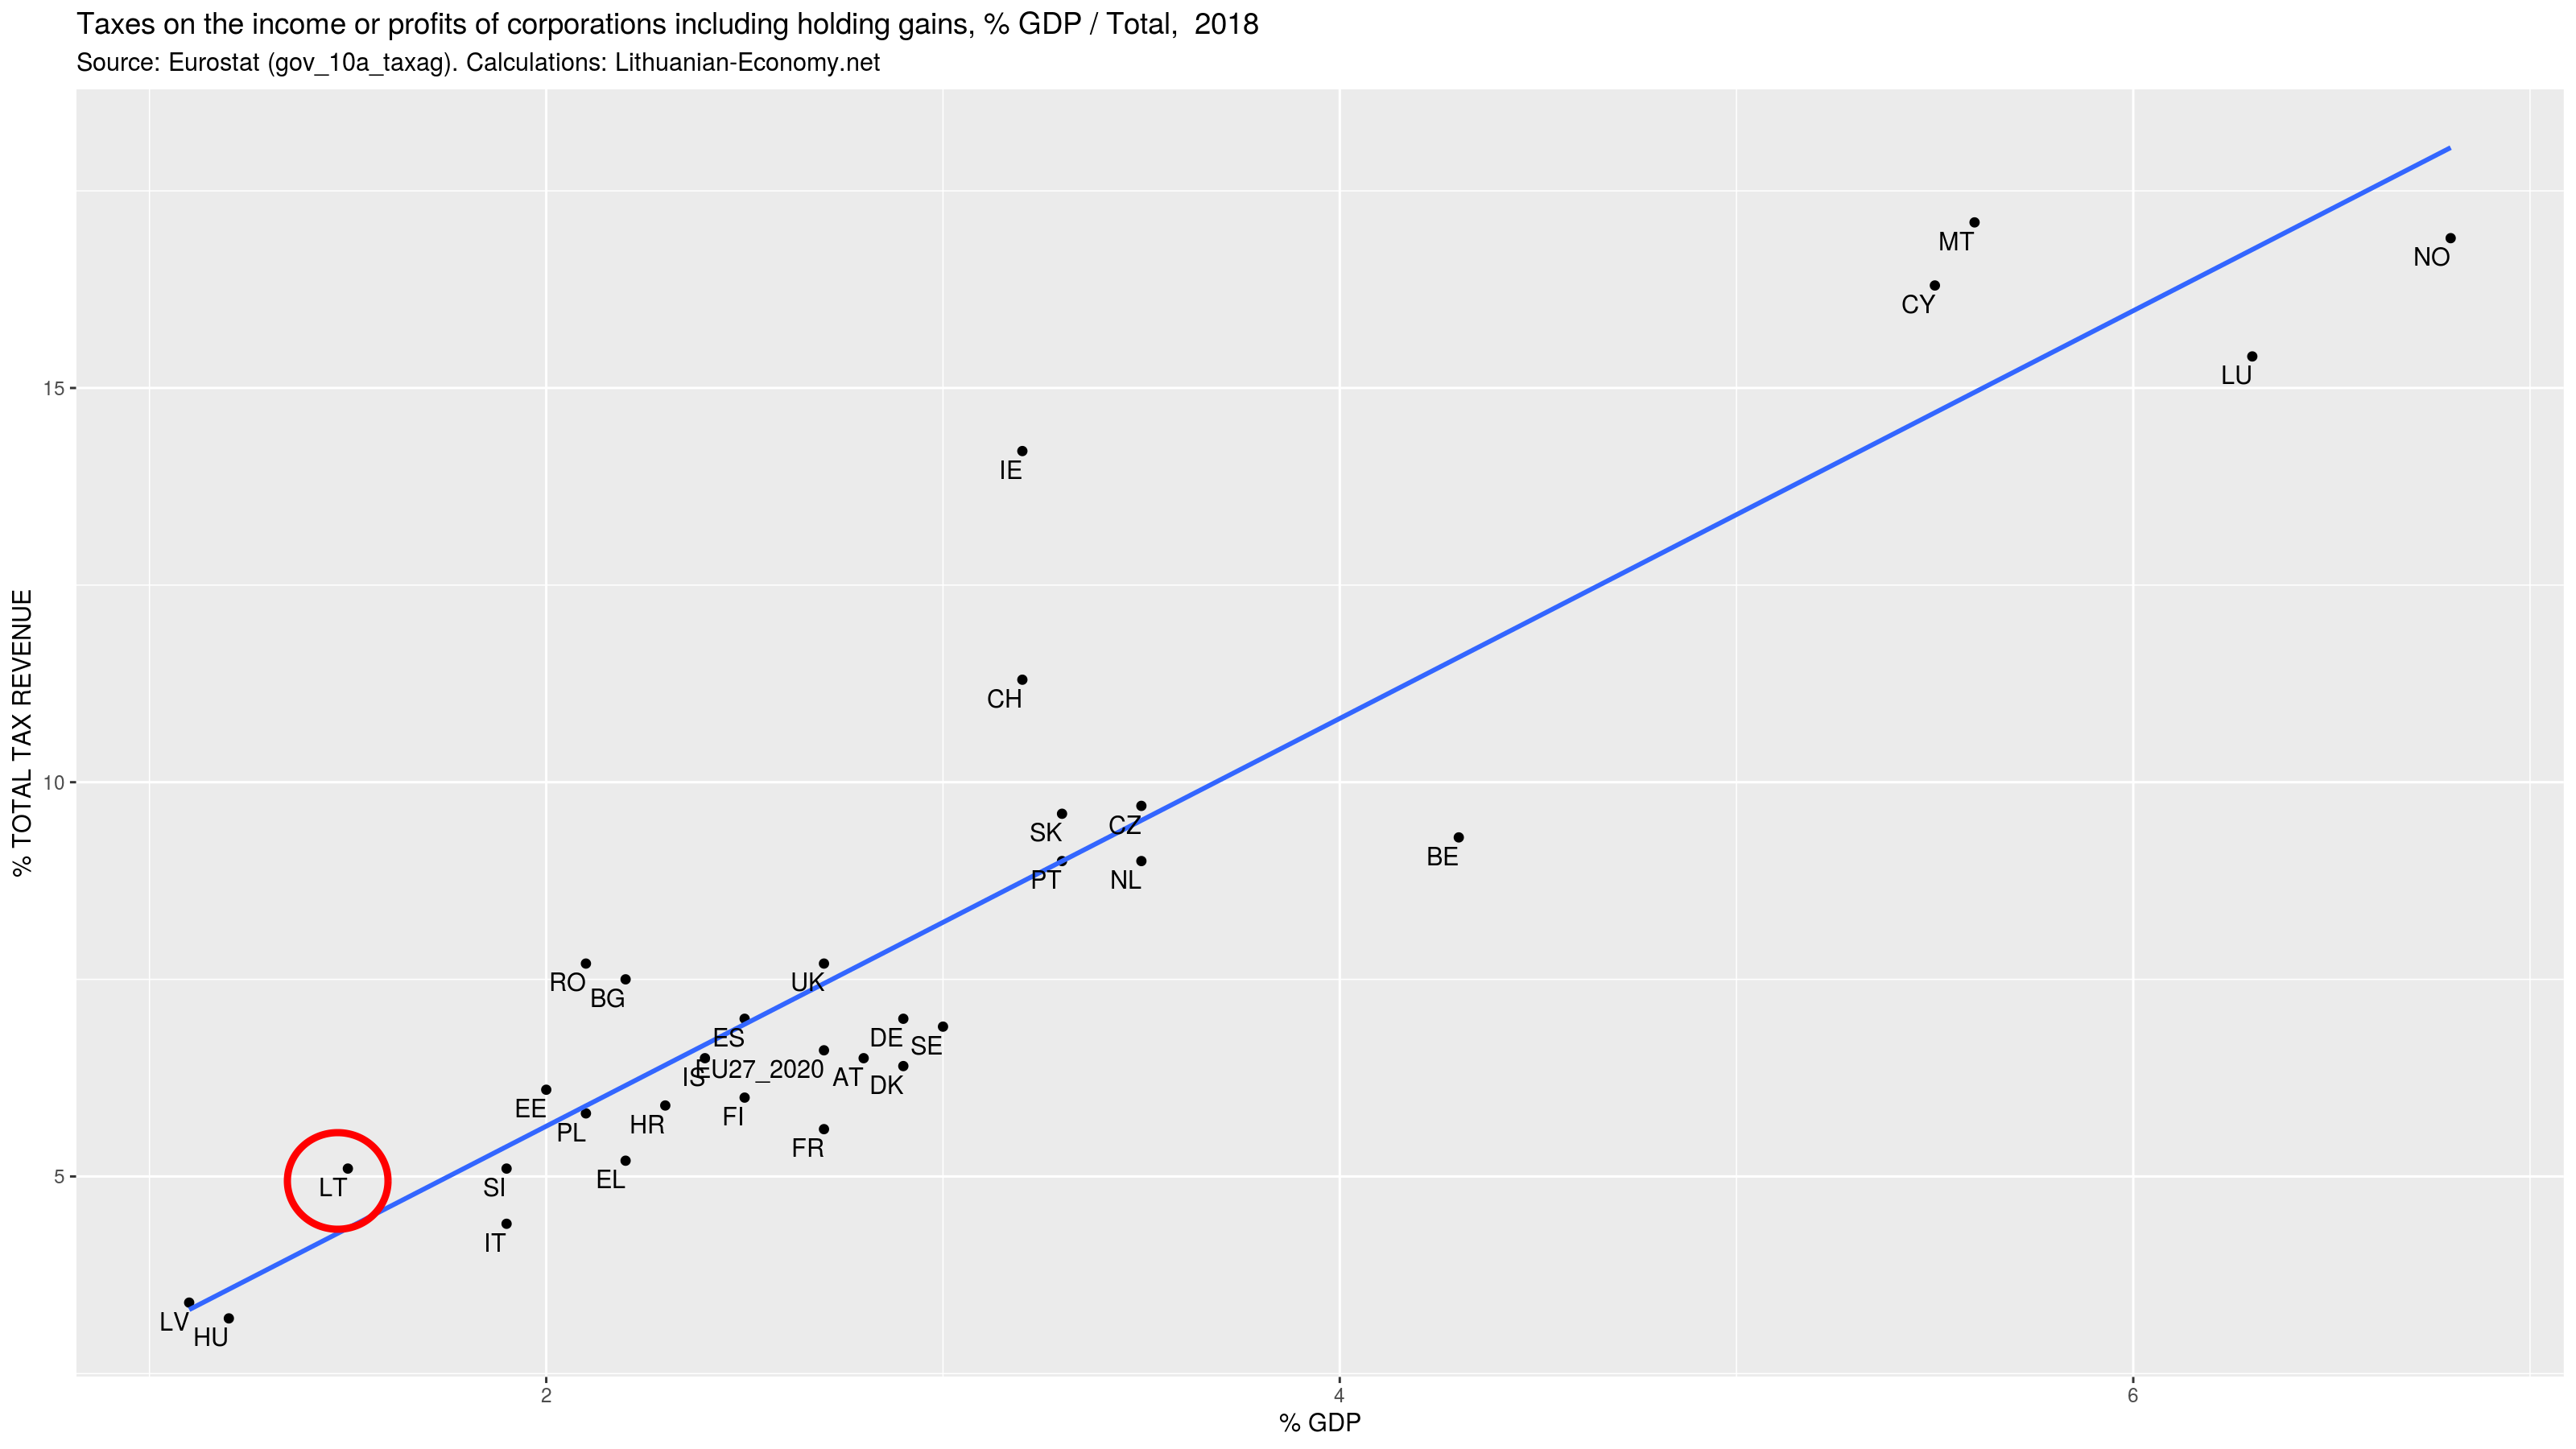 Taxes on the income or profits of corporations including holding gains, % GDP / Total,  2018
Source: Eurostat (gov_10a_taxag). Calculations: Lithuanian-Economy.net
MT
NO
CY
15
LU
IE
% TOTAL TAX REVENUE
CH
10
SK
CZ
BE
PT
NL
RO
BG
UK
ES
DE
SE
IS
EU27_2020
AT
DK
EE
FI
HR
PL
FR
5
EL
LT
SI
IT
LV
HU
2
4
6
% GDP